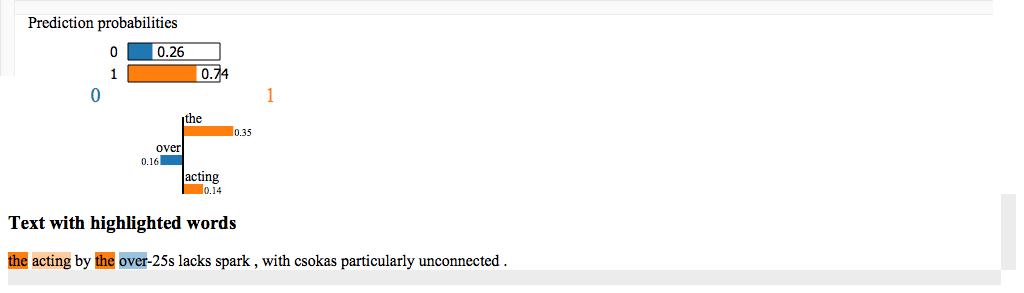 Prediction probabilities
0 0.26
1 0.74
0 1
the
0.35
over
0.16
acting
0.14
Text with highlighted words
the acting by the over-25s lacks spark , with csokas particularly unconnected .